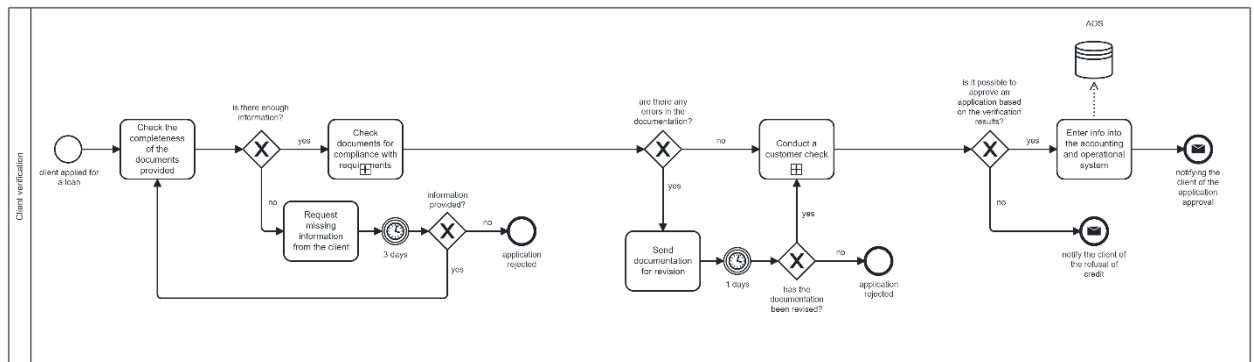 Client verification
client applied for
a loan
Check the
completeness
of the
documents
provided
is there enough
information?
yes
no
Check
documents for
compliance with
requirements
Request
missing
information
from the client
3 days
information
provided?
no
yes
application
rejected
are there any
errors in the
documentation?
no
yes
Send
documentation
for revision
1 days
has the
documentation
been revised?
yes
no
application
rejected
Conduct a
customer check
is it possible to
approve an
application based
on the verification
results?
yes
no
AOS
Enter info into
the accounting
and operational
system
notifying the
client of the
application
approval
notify the client of
the refusal of
credit